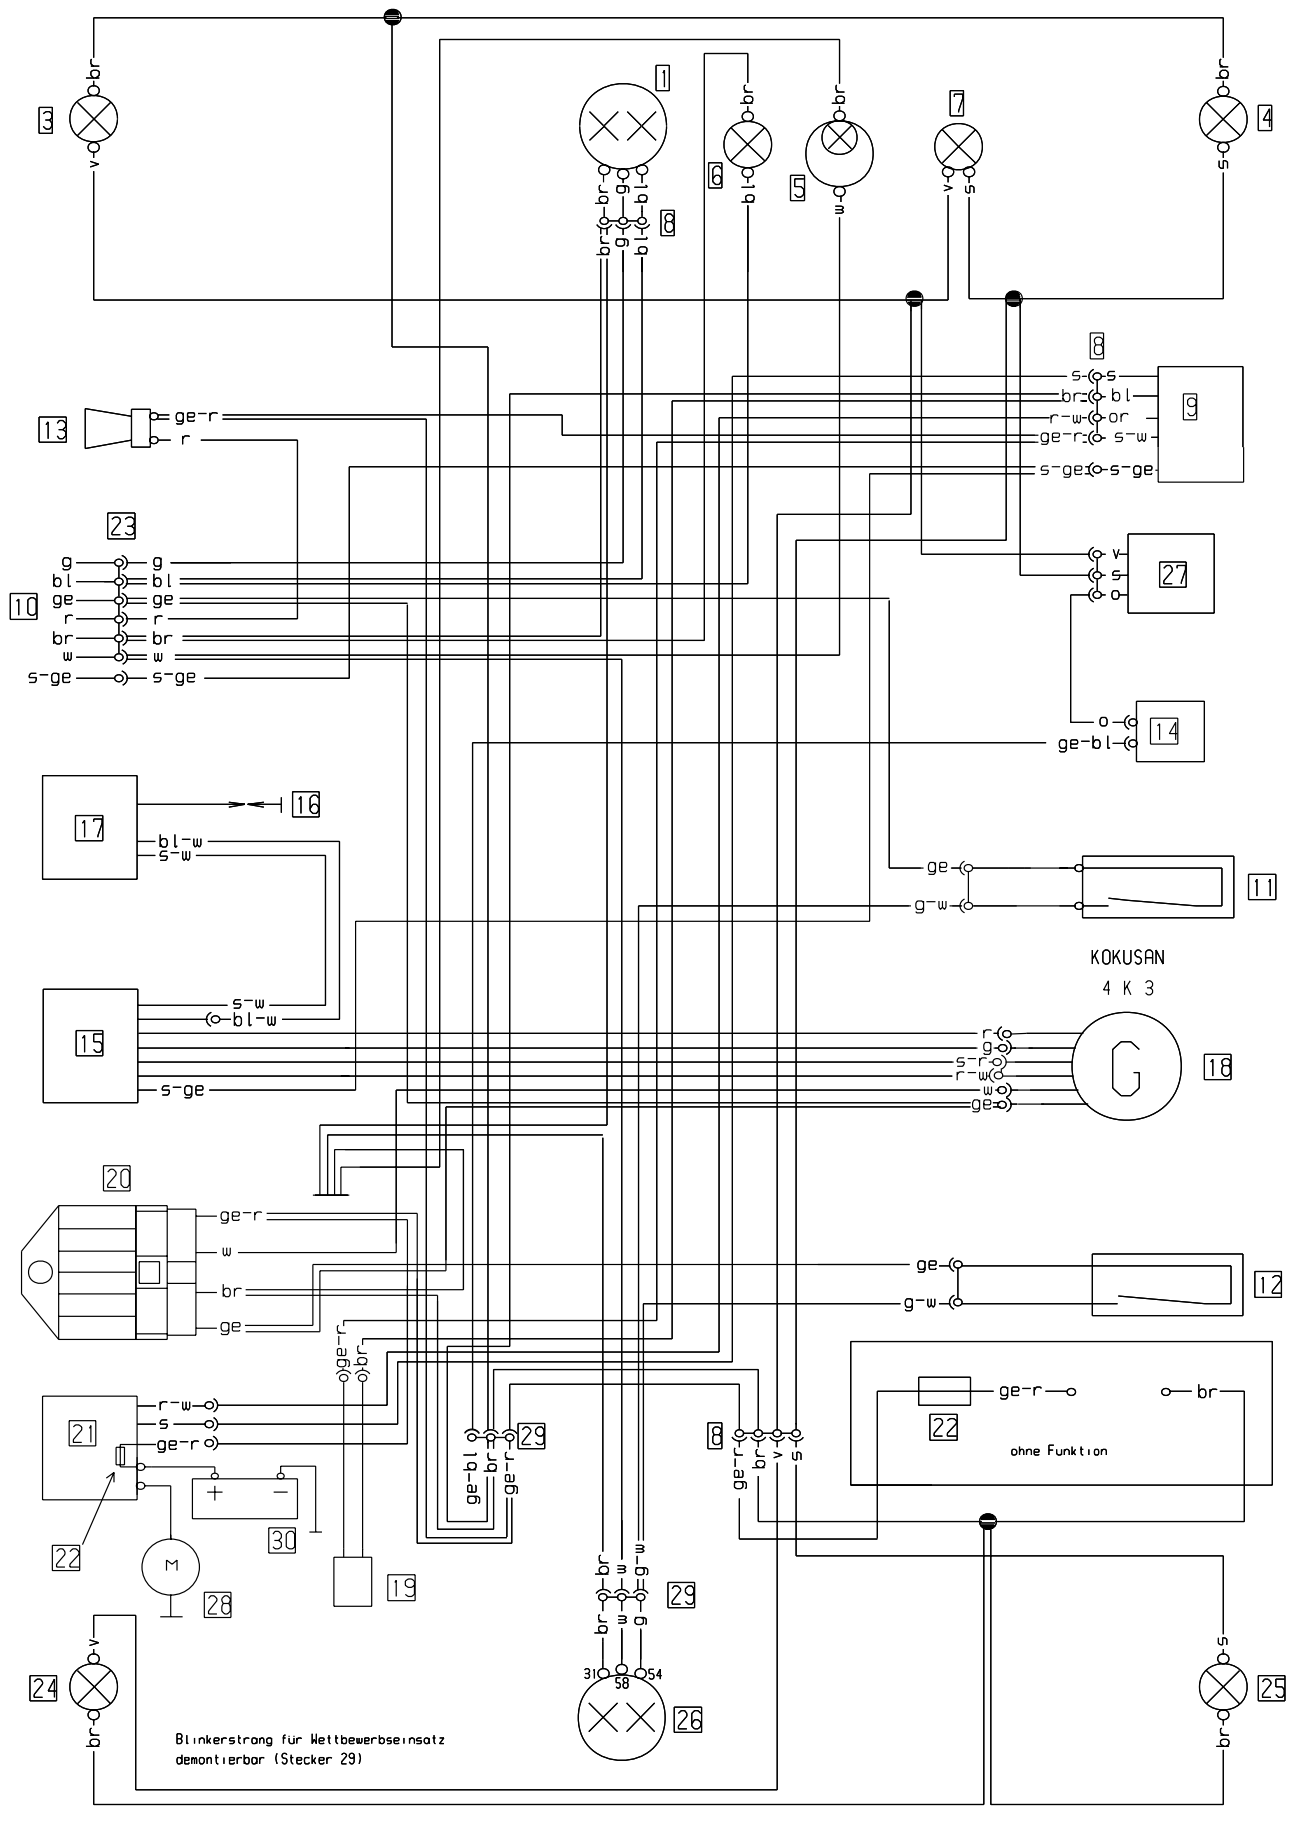 br
br
3
v
1
br
g
bl
8
br
g
bl
br
6
bl
br
5
w
7
v
s
4
s
8
s
s
br
bl
r-w
or
ge-r
s-w
s-ge
s-ge
9
13
ge-r
r
23
g
g
bl
bl
10
ge
ge
r
r
br
br
w
w
s-ge
s-ge
v
s
o
27
o
ge-bl
14
17
16
bl-w
s-w
ge
g-w
11
KOKUSAN
4 K 3
s-w
bl-w
15
s-ge
r
g
s-r
r-w
w
ge
G
18
20
ge-r
w
br
ge
ge
g-w
12
ge-r
br
21
r-w
s
ge-r
+
-
30
22
M
28
19
29
ge-bl
br
ge-r
8
ge-r
br
v
s
22
ge-r
br
ohne Funktion
br
w
g-w
29
br
w
g
31
58
54
26
24
v
br
s
25
br
Blinkerstrang für Wettbewerbseinsatz
demontierbar (Stecker 29)